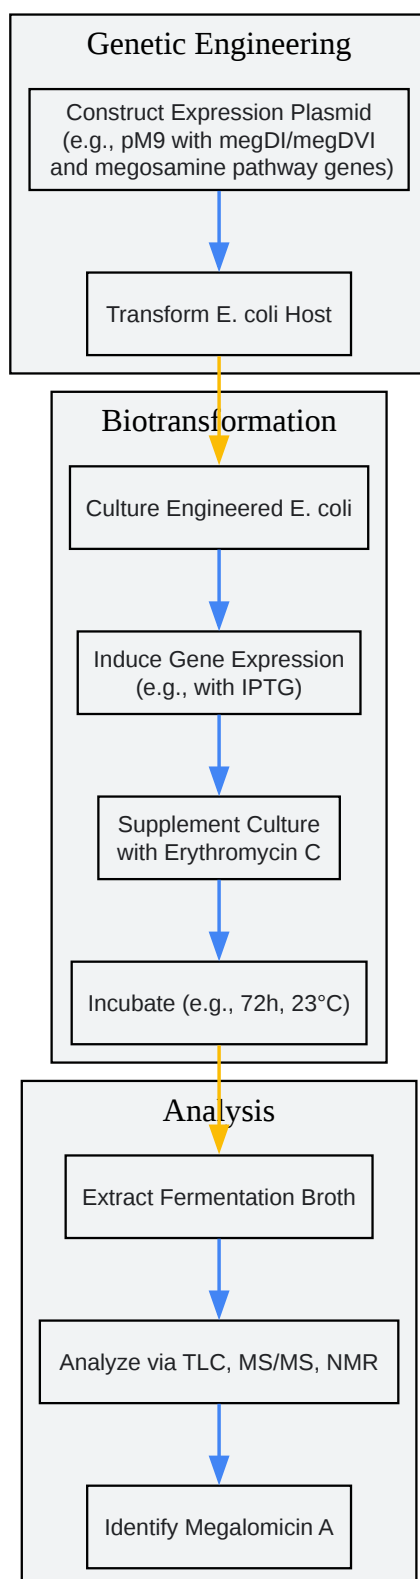 Genetic Engineering
Construct Expression Plasmid
(e.g., pM9 with megDI/megDVI
and megosamine pathway genes)
Transform E. coli Host
Biotransformation
Culture Engineered E. coli
Induce Gene Expression
(e.g., with IPTG)
Supplement Culture
with Erythromycin C
Incubate (e.g., 72h, 23°C)
Analysis
Extract Fermentation Broth
Analyze via TLC, MS/MS, NMR
Identify Megalomicin A